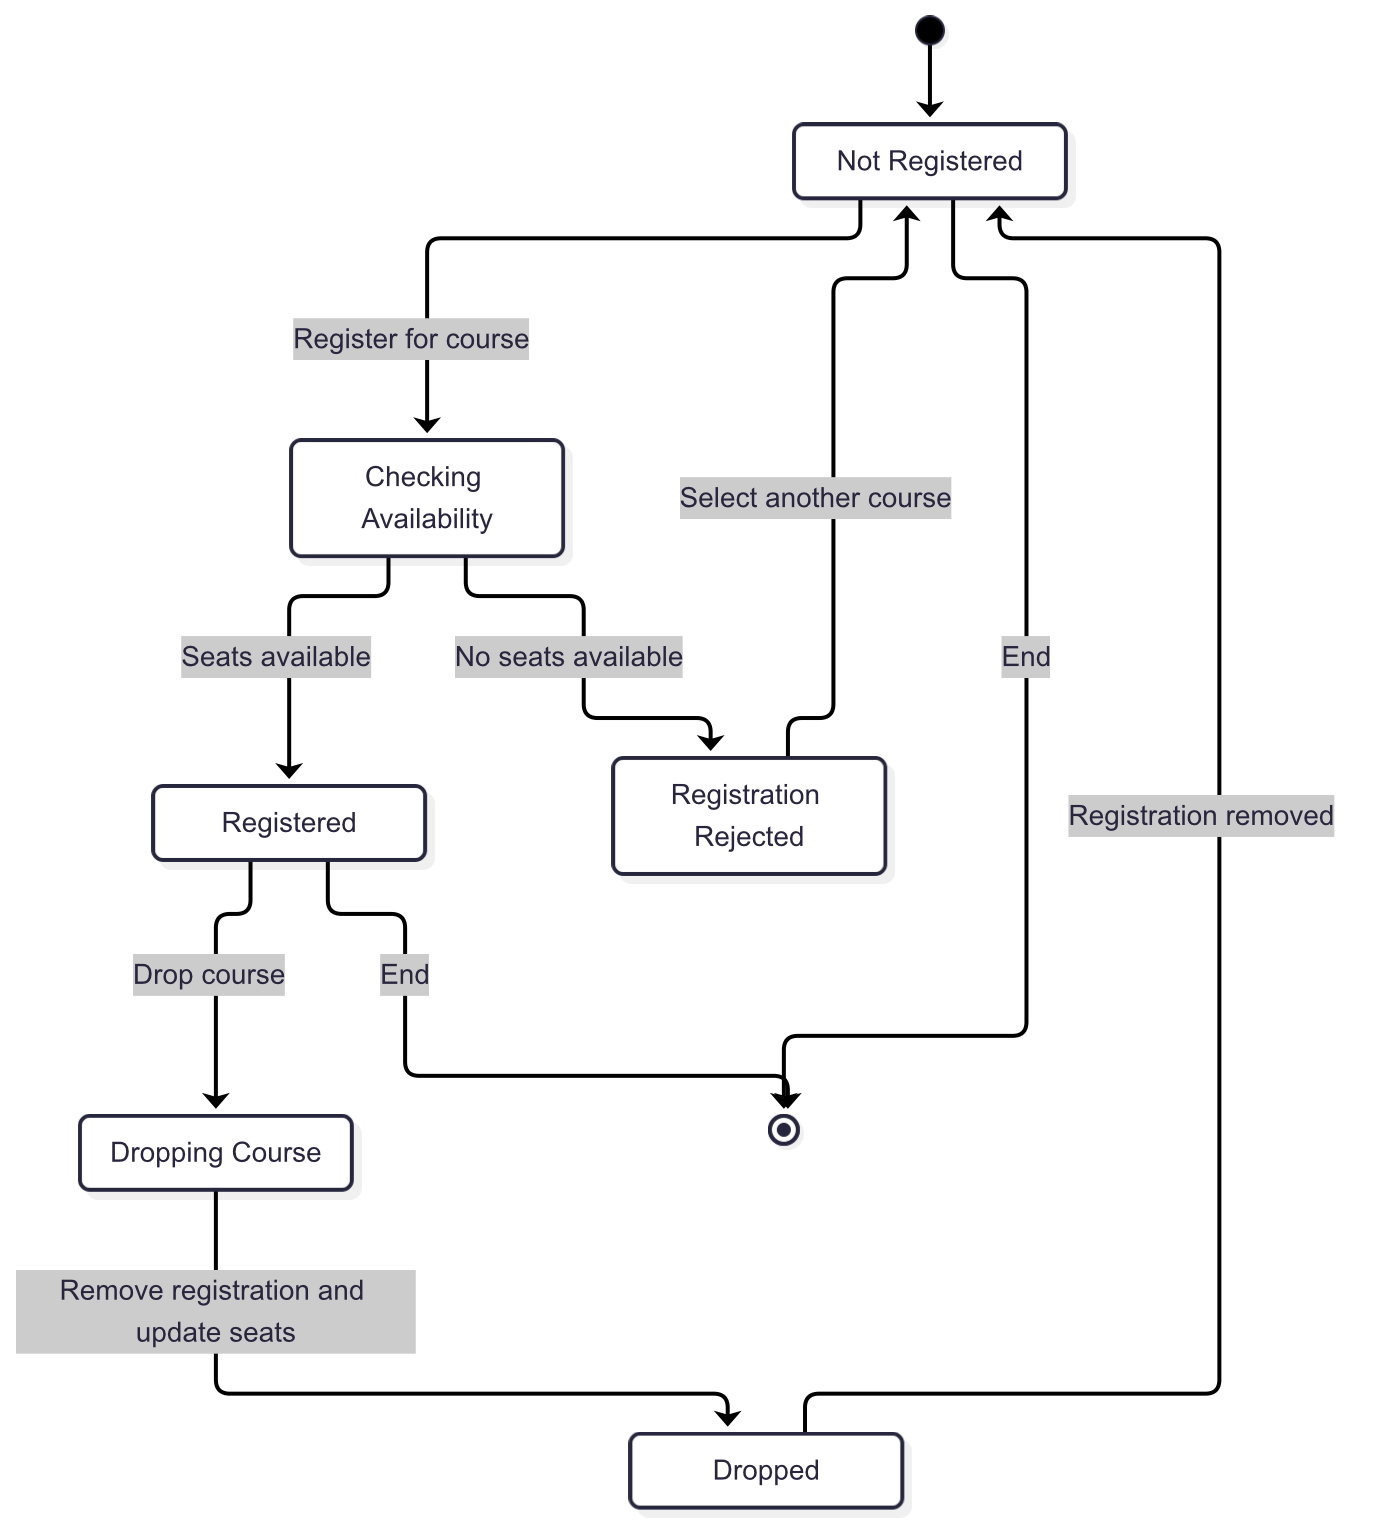 Not Registered
Register for course
Checking
Availability
Select another course
Seats available
No seats available
End
Registered
Registration
Rejected
Registration removed
Drop course
End
Dropping Course
Remove registration and
update seats
Dropped